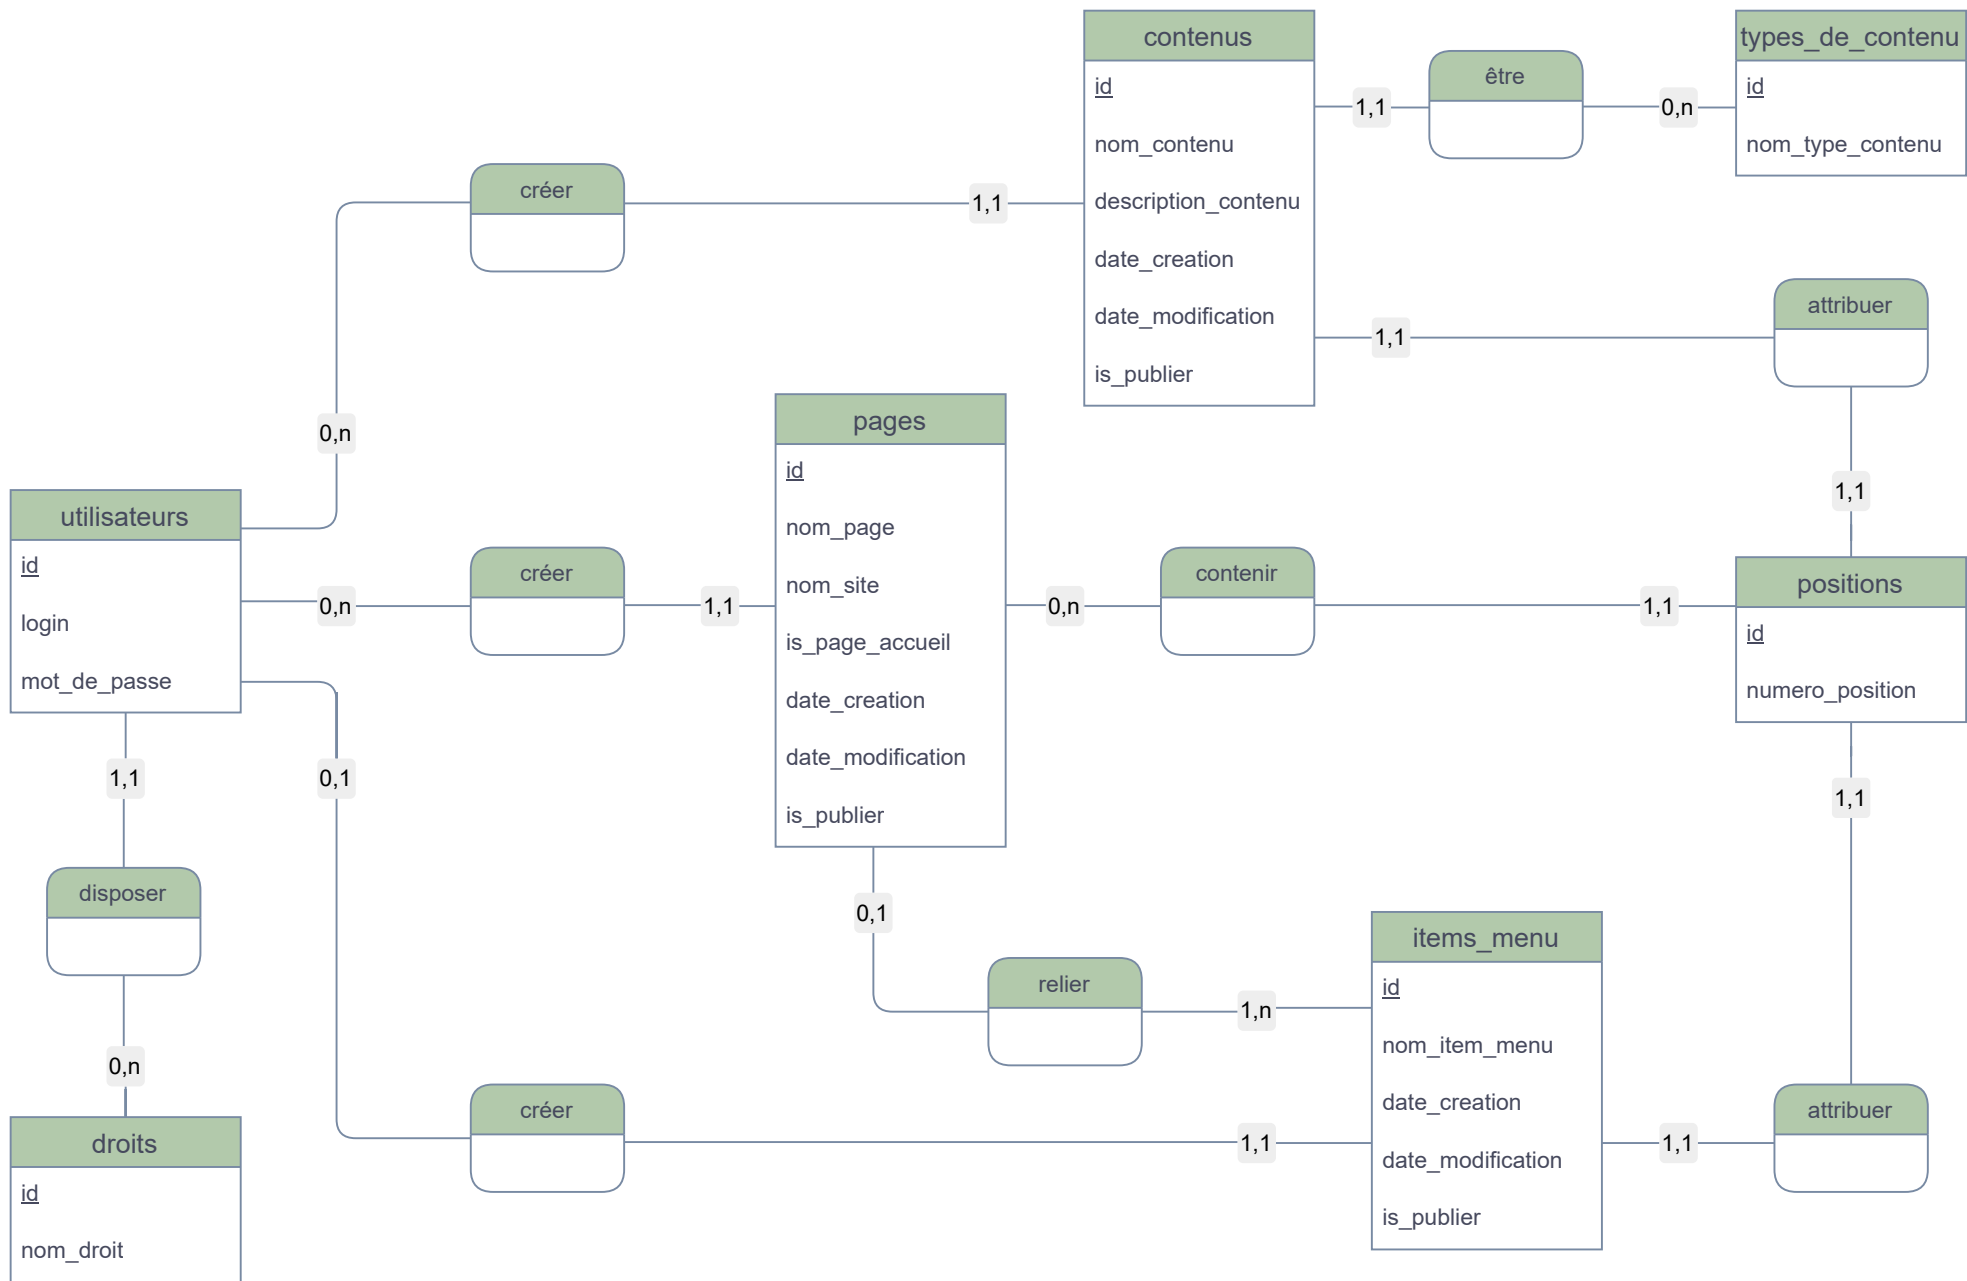 contenus
id
nom_contenu
description_contenu
date_creation
date_modification
is_publier
1,1
être
0,n
types_de_contenu
id
nom_type_contenu
créer
1,1
0,n
1,1
attribuer
1,1
utilisateurs
id
login
mot_de_passe
0,n
créer
1,1
pages
id
nom_page
nom_site
is_page_accueil
date_creation
date_modification
is_publier
0,n
contenir
1,1
positions
id
numero_position
1,1
1,1
0,1
disposer
0,n
droits
id
nom_droit
0,1
relier
1,n
créer
1,1
items_menu
id
nom_item_menu
date_creation
date_modification
is_publier
1,1
attribuer